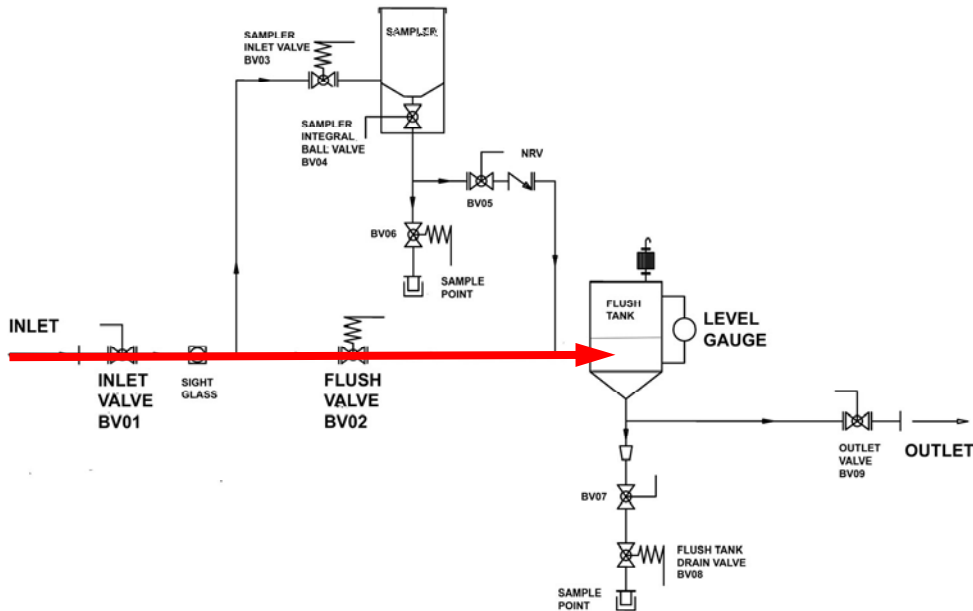 SAMPLER
INLET VALVE
BV03
SAMPLER
SAMPLER
INTEGRAL
BALL VALVE
BV04
NRV
BV05
BV06
SAMPLE
POINT
FLUSH
TANK
LEVEL
GAUGE
INLET
INLET
VALVE
BV01
SIGHT
GLASS
FLUSH
VALVE
BV02
OUTLET
VALVE
BV09
OUTLET
BV07
FLUSH TANK
DRAIN VALVE
BV08
SAMPLE
POINT